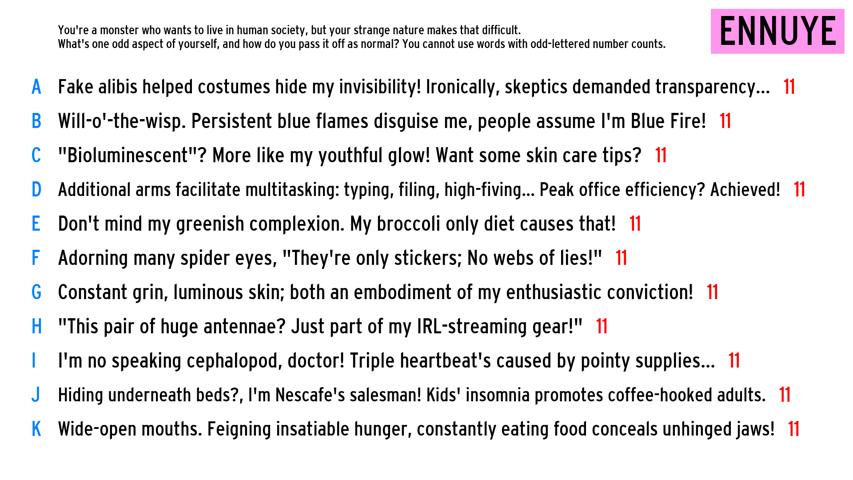 You're a monster who wants to live in human society, but your strange nature makes that difficult.
What's one odd aspect of yourself, and how do you pass it off as normal? You cannot use words with odd-lettered number counts.
ENNUYE
A Fake alibis helped costumes hide my invisibility! Ironically, skeptics demanded transparency... 11
B Will-o'-the-wisp. Persistent blue flames disguise me, people assume I'm Blue Fire! 11
C "Bioluminescent"? More like my youthful glow! Want some skin care tips? 11
D Additional arms facilitate multitasking: typing, filing, high-fiving... Peak office efficiency? Achieved! 11
E Don't mind my greenish complexion. My broccoli only diet causes that! 11
F Adorning many spider eyes, "They're only stickers; No webs of lies!" 11
G Constant grin, luminous skin; both an embodiment of my enthusiastic conviction! 11
H "This pair of huge antennae? Just part of my IRL-streaming gear!" 11
I I'm no speaking cephalopod, doctor! Triple heartbeat's caused by pointy supplies... 11
J Hiding underneath beds?, I'm Nescafe's salesman! Kids' insomnia promotes coffee-hooked adults. 11
K Wide-open mouths. Feigning insatiable hunger, constantly eating food conceals unhinged jaws! 11